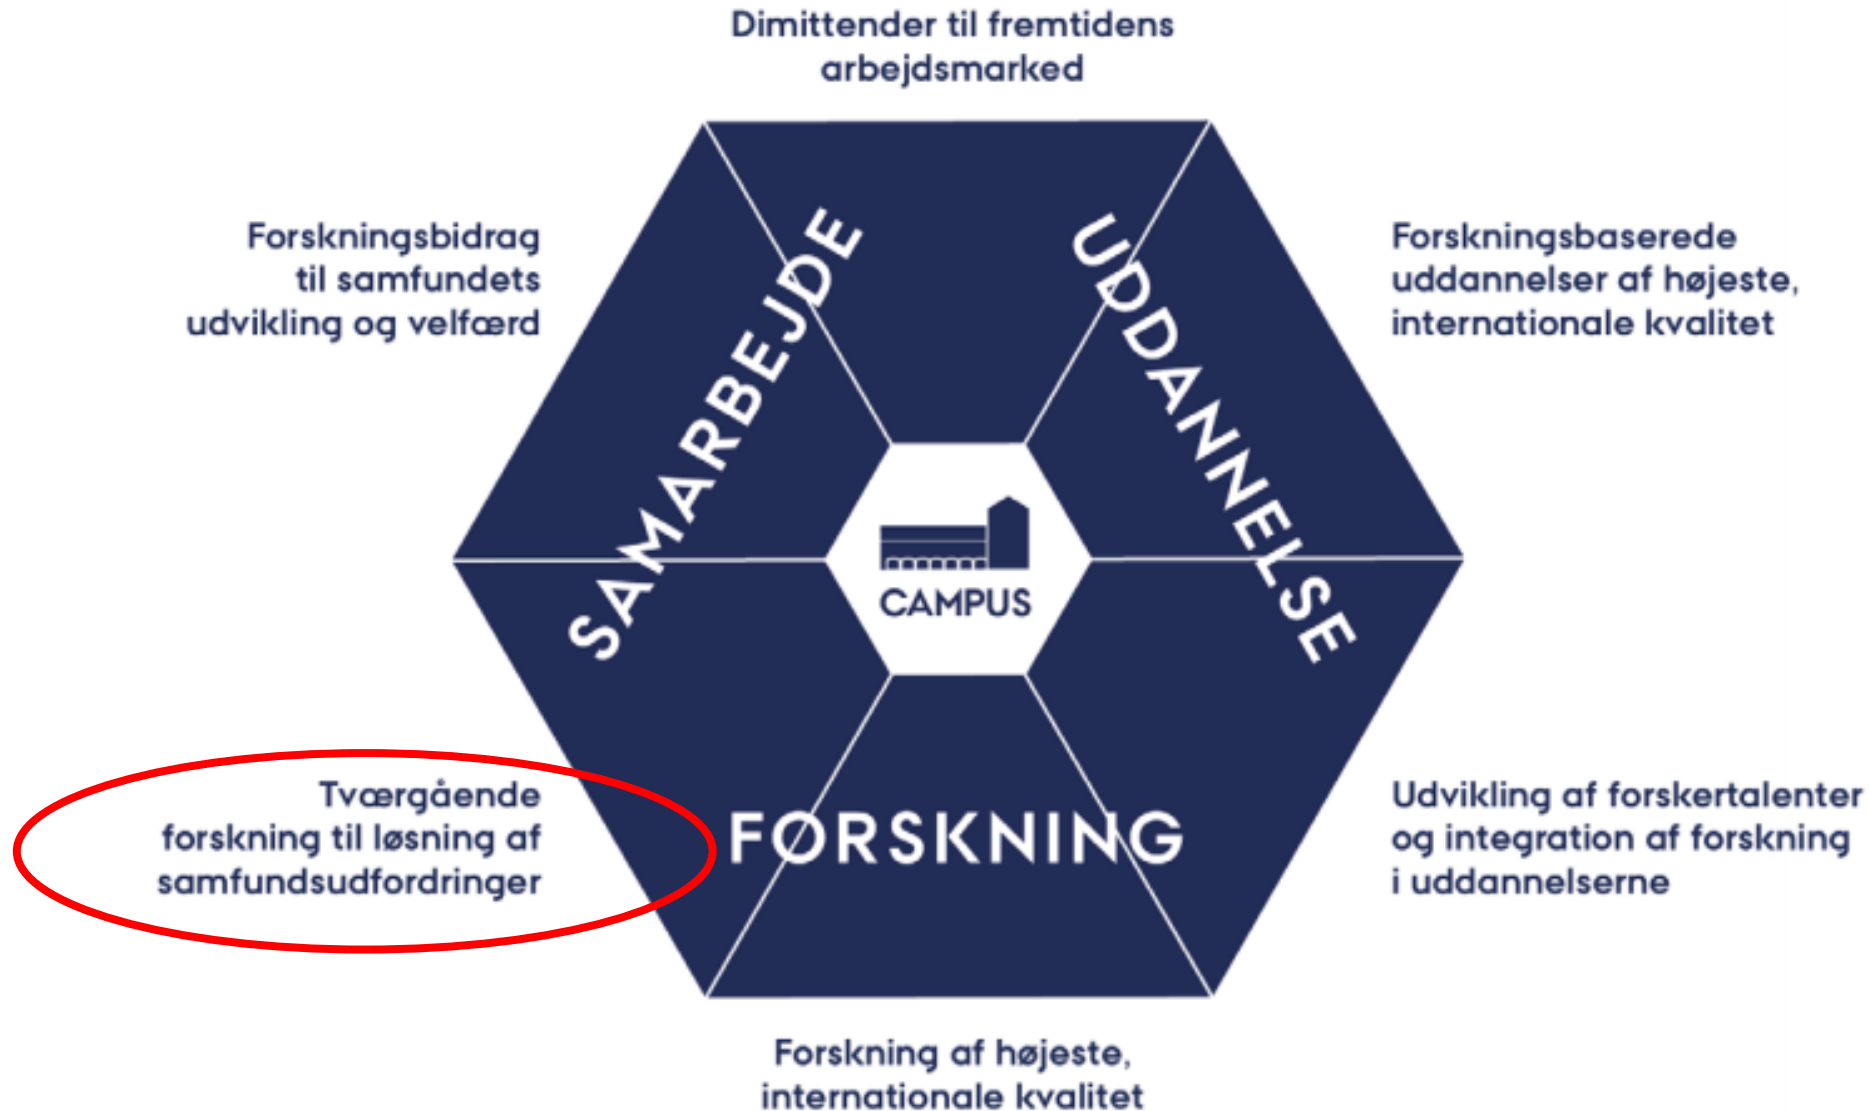 Dimittender til fremtidens
arbejdsmarked
Forskningsbidrag
til samfundets
udvikling og velfærd
SAMARBEJDE
UDDANNELSE
Forskningsbaserede
uddannelser af højeste,
internationale kvalitet
CAMPUS
Tværgående
forskning til løsning af
samfundsudfordringer
FORSKNING
Udvikling af forskertalenter
og integration af forskning
i uddannelserne
Forskning af højeste,
internationale kvalitet